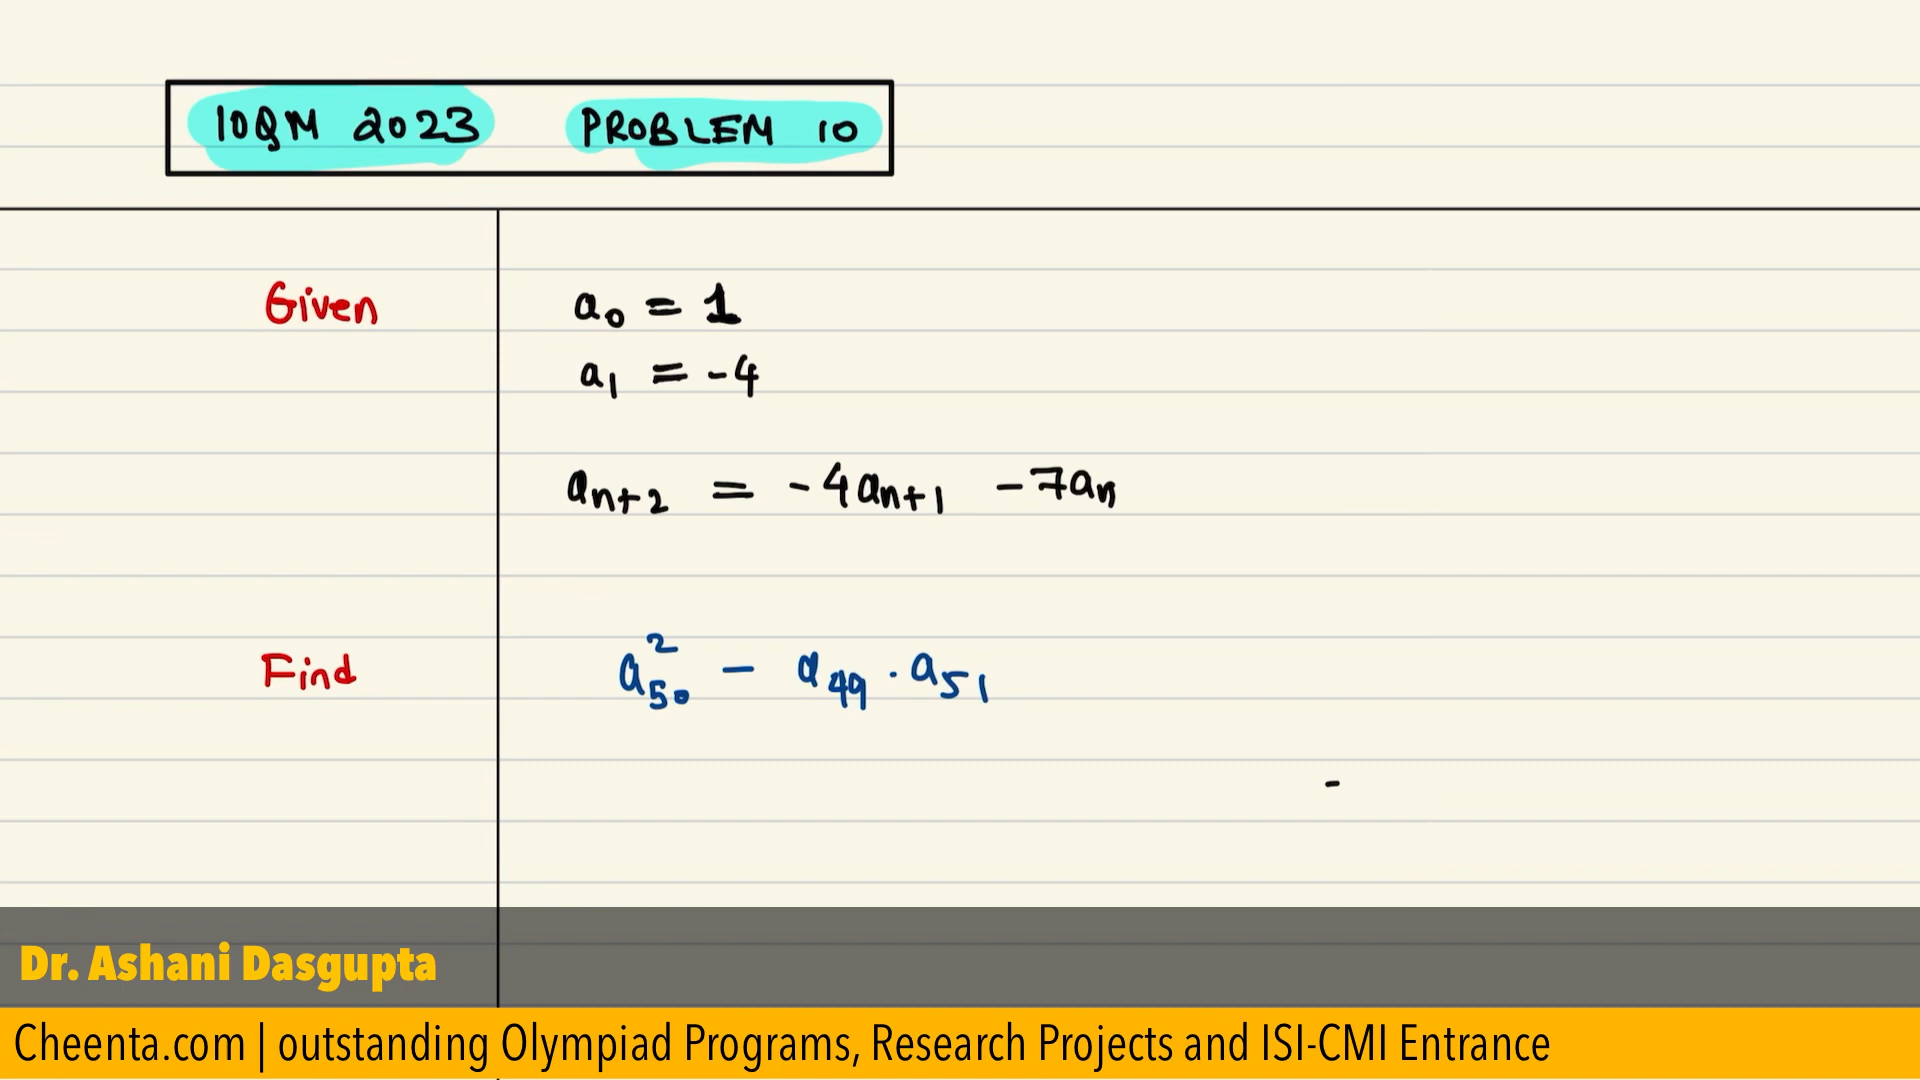 IOQM 2023 PROBLEM 10
Given
a₀ = 1
a₁ = -4
aₙ₊₂ = -4aₙ₊₁ -7aₙ
Find
a₅₀² - a₄₉ · a₅₁
-
Dr. Ashani Dasgupta
Cheenta.com | outstanding Olympiad Programs, Research Projects and ISI-CMI Entrance